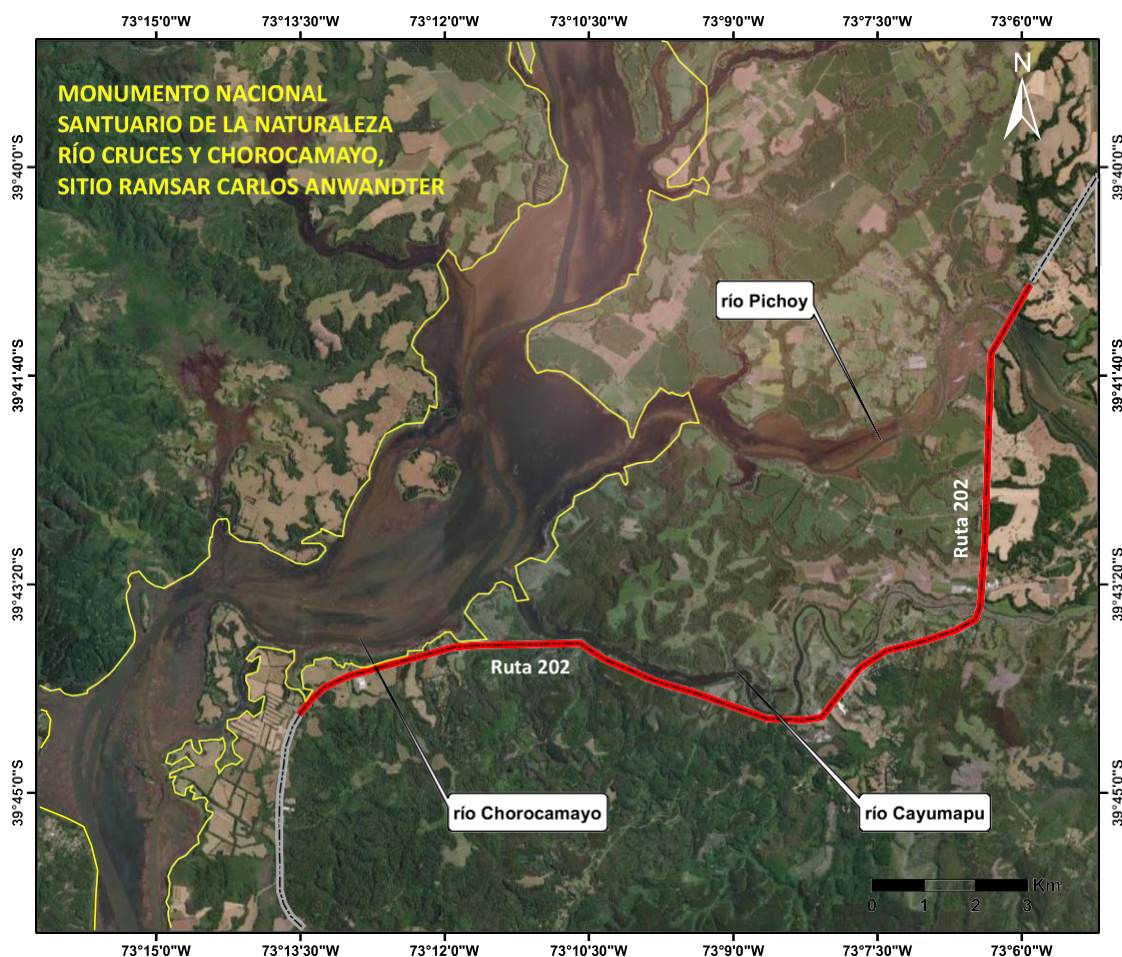 73°15'0"W
73°13'30"W
73°12'0"W
73°10'30"W
73°9'0"W
73°7'30"W
73°6'0"W
MONUMENTO NACIONAL
SANTUARIO DE LA NATURALEZA
RÍO CRUCES Y CHOROCAMAYO,
SITIO RAMSAR CARLOS ANWANDTER
N
39°40'0"S
39°40'0"S
río Pichoy
39°41'40"S
39°41'40"S
Ruta 202
39°43'20"S
39°43'20"S
Ruta 202
39°45'0"S
39°45'0"S
río Chorocamayo
río Cayumapu
Km
0 1 2 3
73°15'0"W
73°13'30"W
73°12'0"W
73°10'30"W
73°9'0"W
73°7'30"W
73°6'0"W